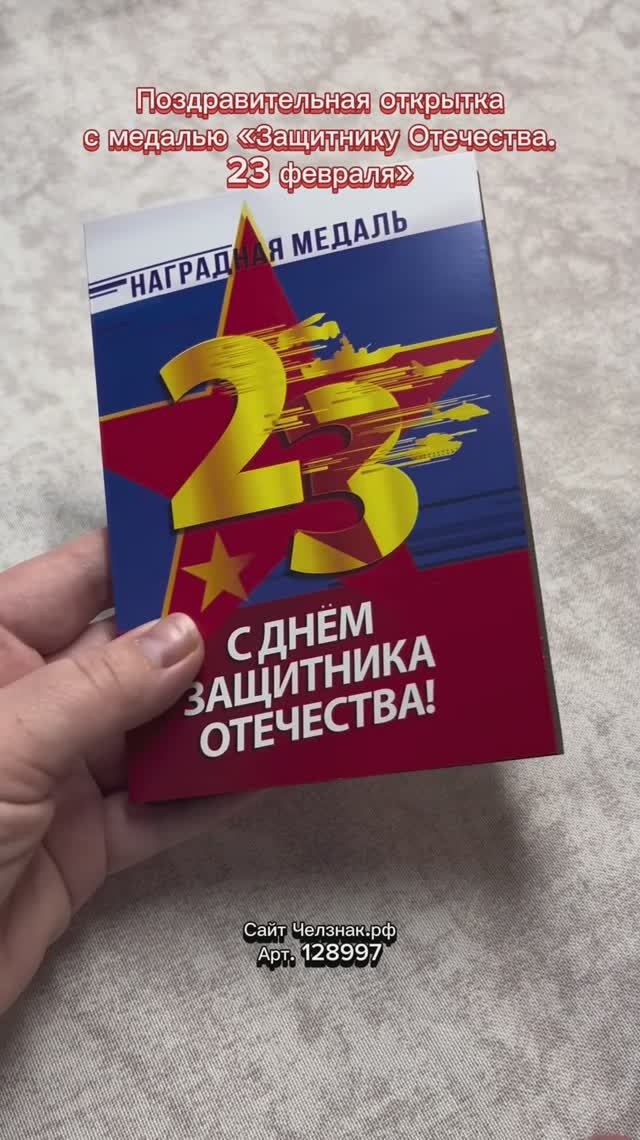 Поздравительная открытка
с медалью «Защитнику Отечества.
23 февраля»
НАГРАДНАЯ МЕДАЛЬ
23
С ДНЁМ
ЗАЩИТНИКА
ОТЕЧЕСТВА!
Сайт Челзнак.рф
Арт. 128997